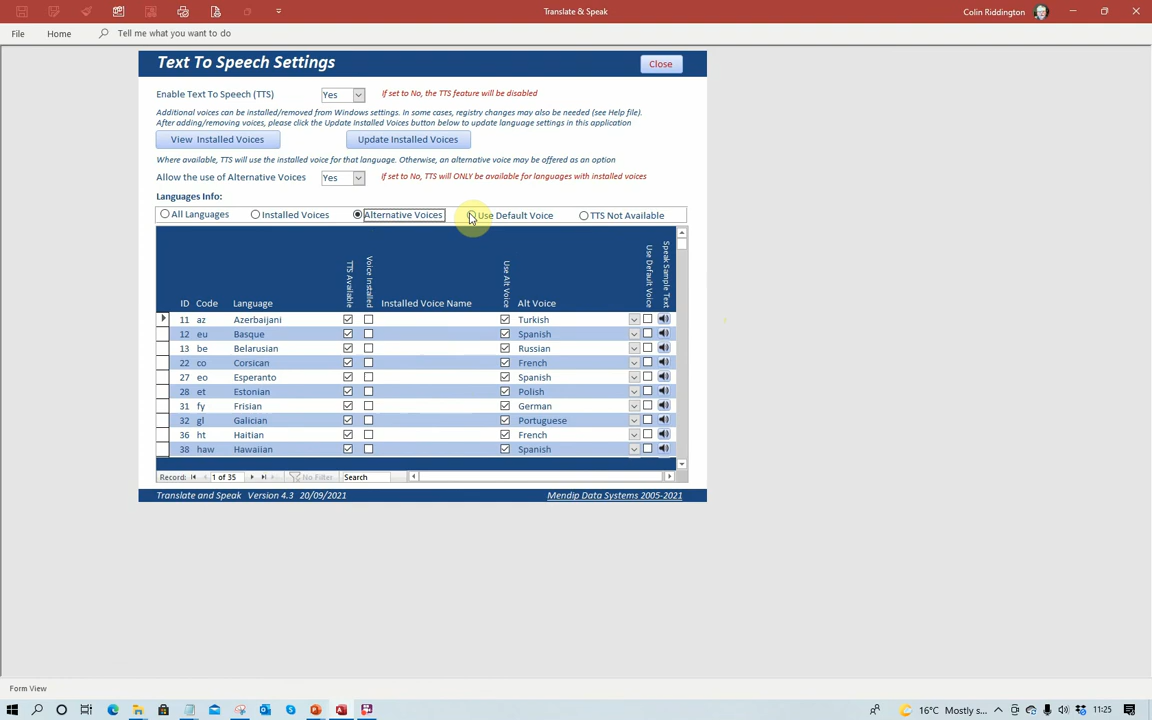 Translate & Speak
Colin Riddington
File Home Tell me what you want to do
Text To Speech Settings
Close
Enable Text To Speech (TTS) Yes If set to No, the TTS feature will be disabled
Additional voices can be installed/removed from Windows settings. In some cases, registry changes may also be needed (see Help file).
After adding/removing voices, please click the Update Installed Voices button below to update language settings in this application
View Installed Voices Update Installed Voices
Where available, TTS will use the installed voice for that language. Otherwise, an alternative voice may be offered as an option
Allow the use of Alternative Voices Yes If set to No, TTS will ONLY be available for languages with installed voices
Languages Info:
All Languages Installed Voices Alternative Voices Use Default Voice TTS Not Available
ID Code Language TTS Available Voice Installed Installed Voice Name Use Alt Voice Alt Voice Use Default Voice Speak Sample Text
11 az Azerbaijani Turkish
12 eu Basque Spanish
13 be Belarusian Russian
22 co Corsican French
27 eo Esperanto Spanish
28 et Estonian Polish
31 fy Frisian German
32 gl Galician Portuguese
36 ht Haitian French
38 haw Hawaiian Spanish
Record: 1 of 35 No Filter Search
Translate and Speak Version 4.3 20/09/2021 Mendip Data Systems 2005-2021
Form View
16°C Mostly s... 11:25